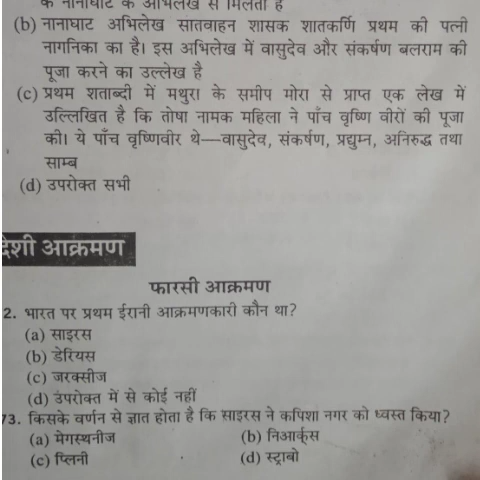 के नानाघाट के अभिलेख से मिलता है
(b) नानाघाट अभिलेख सातवाहन शासक शातकर्णि प्रथम की पत्नी
नागनिका का है। इस अभिलेख में वासुदेव और संकर्षण बलराम की
पूजा करने का उल्लेख है
(c) प्रथम शताब्दी में मथुरा के समीप मोरा से प्राप्त एक लेख में
उल्लिखित है कि तोषा नामक महिला ने पाँच वृष्णि वीरों की पूजा
की। ये पाँच वृष्णिवीर थे—वासुदेव, संकर्षण, प्रद्युम्न, अनिरुद्ध तथा
साम्ब
(d) उपरोक्त सभी
देशी आक्रमण
फारसी आक्रमण
2. भारत पर प्रथम ईरानी आक्रमणकारी कौन था?
(a) साइरस
(b) डेरियस
(c) जरक्सीज
(d) उपरोक्त में से कोई नहीं
73. किसके वर्णन से ज्ञात होता है कि साइरस ने कपिशा नगर को ध्वस्त किया?
(a) मेगस्थनीज (b) निआर्कुस
(c) प्लिनी (d) स्ट्राबो